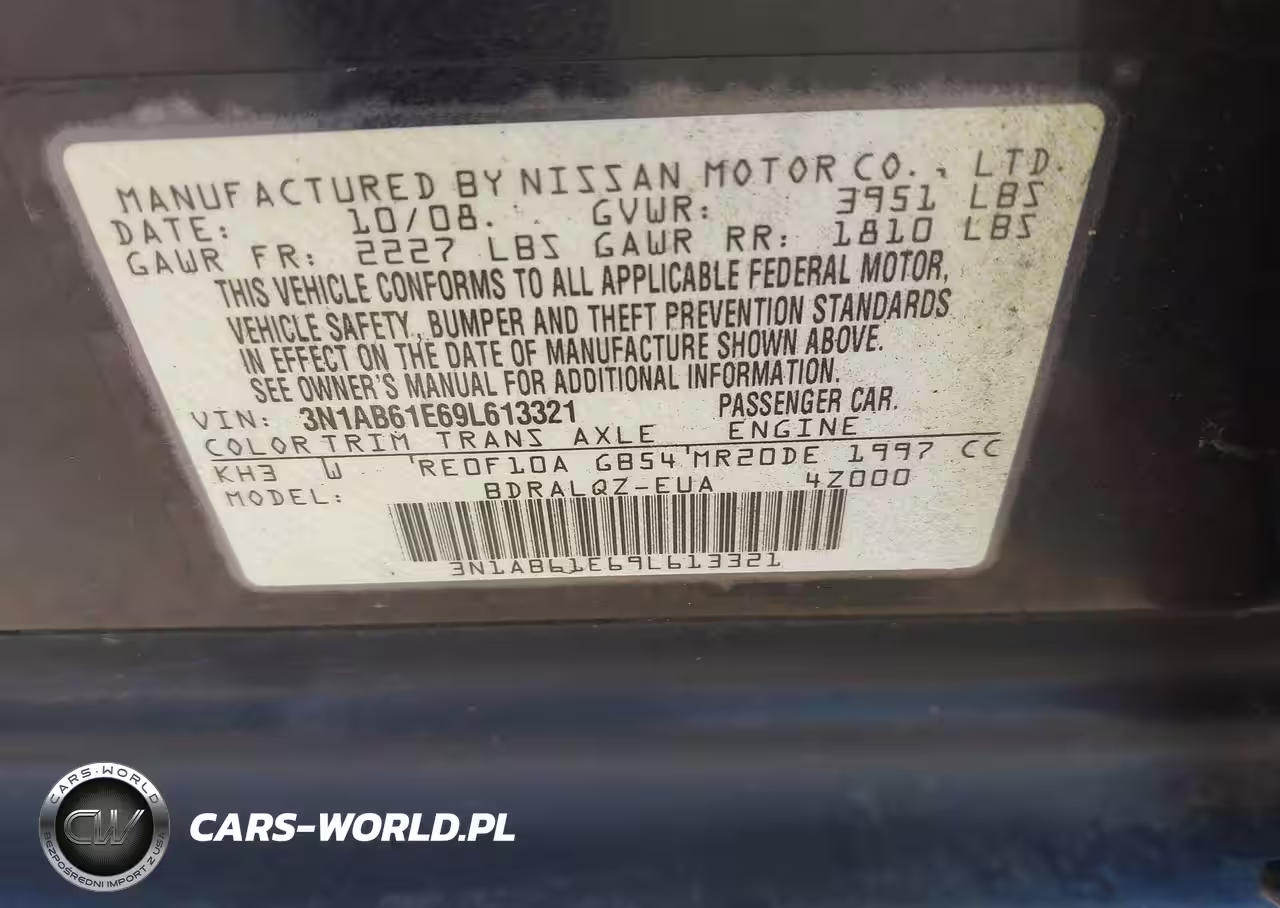 MANUFACTURED BY NISSAN MOTOR CO., LTD.
DATE: 10/08. GVWR: 3951 LBS
GAWR FR: 2227 LBS GAWR RR: 1810 LBS
THIS VEHICLE CONFORMS TO ALL APPLICABLE FEDERAL MOTOR,
VEHICLE SAFETY, BUMPER AND THEFT PREVENTION STANDARDS
IN EFFECT ON THE DATE OF MANUFACTURE SHOWN ABOVE.
SEE OWNER'S MANUAL FOR ADDITIONAL INFORMATION.
VIN: 3N1AB61E69L613321 PASSENGER CAR.
COLOR TRIM TRANS AXLE ENGINE
KH3 W RE0F10A GB54 MR20DE 1997 CC
MODEL: BDRALQZ-EUA 4Z000
3N1AB61E69L613321
CARS-WORLD
CW
BEZPOŚREDNI IMPORT Z USA
CARS-WORLD.PL